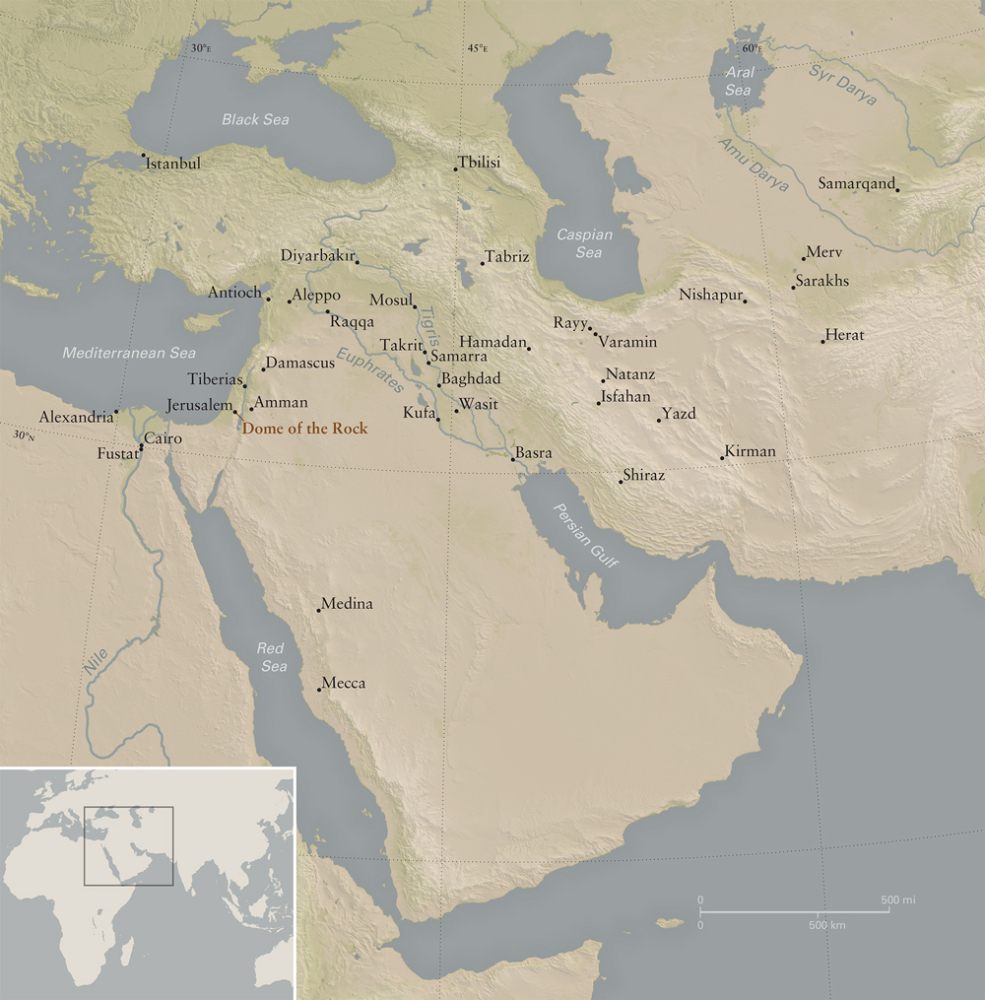 30°E
45°E
60°E
Aral
Sea
Syr Darya
Black Sea
Istanbul
Tbilisi
Amu Darya
Samarqand
Caspian
Sea
Diyarbakır
Tabriz
Merv
Sarakhs
Antioch
Aleppo
Mosul
Nishapur
Raqqa
Tigris
Rayy
Varamin
Herat
Mediterranean Sea
Takrit
Samarra
Hamadan
Euphrates
Damascus
Tiberias
Baghdad
Natanz
Isfahan
Alexandria
Jerusalem
Amman
Kufa
Wasit
Yazd
Dome of the Rock
30°N
Cairo
Fustat
Basra
Kirman
Shiraz
Persian Gulf
Medina
Nile
Red
Sea
Mecca
0
500 mi
0
500 km